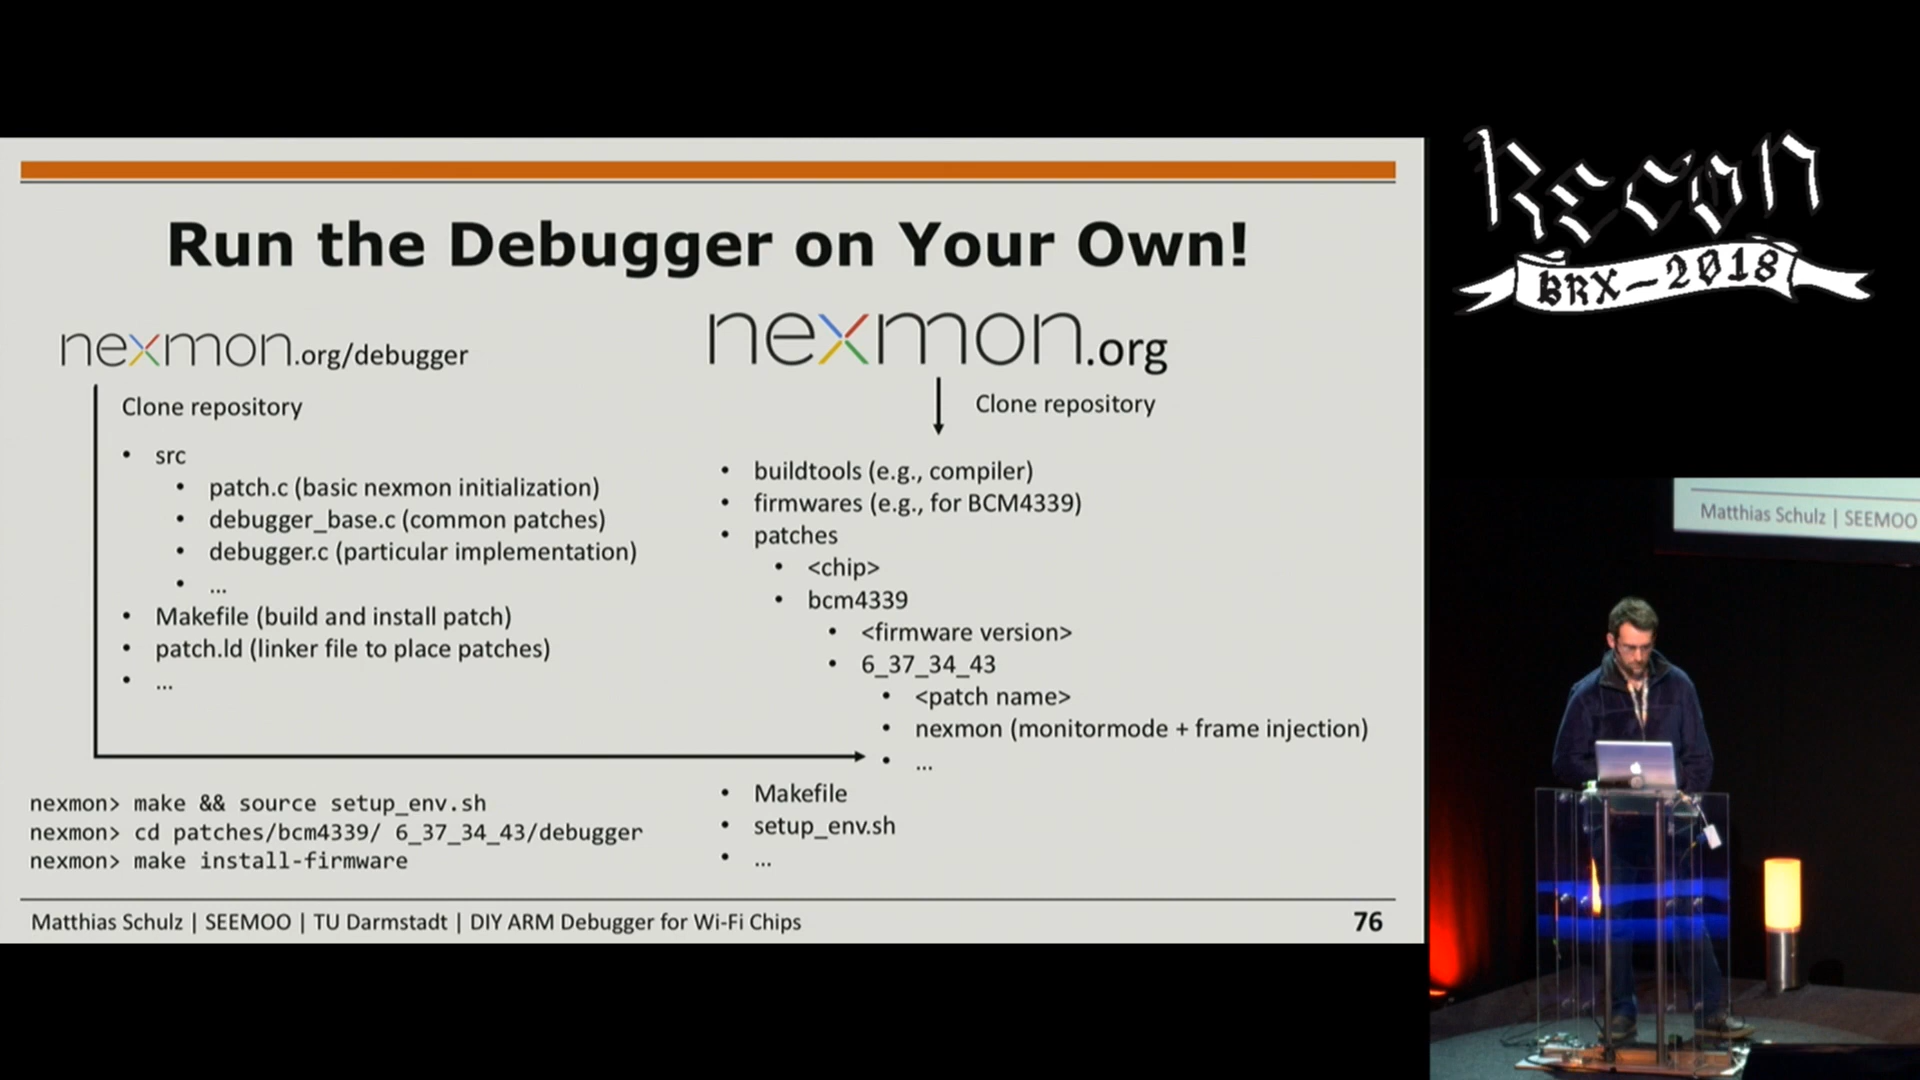 Run the Debugger on Your Own!
nexmon.org/debugger
Clone repository
• src
• patch.c (basic nexmon initialization)
• debugger_base.c (common patches)
• debugger.c (particular implementation)
• ...
• Makefile (build and install patch)
• patch.ld (linker file to place patches)
• ...
nexmon> make && source setup_env.sh
nexmon> cd patches/bcm4339/ 6_37_34_43/debugger
nexmon> make install-firmware
nexmon.org
Clone repository
• buildtools (e.g., compiler)
• firmwares (e.g., for BCM4339)
• patches
• <chip>
• bcm4339
• <firmware version>
• 6_37_34_43
• <patch name>
• nexmon (monitormode + frame injection)
• ...
• Makefile
• setup_env.sh
• ...
Matthias Schulz | SEEMOO | TU Darmstadt | DIY ARM Debugger for Wi-Fi Chips
76
Recon
BRX-2018
Matthias Schulz | SEEMOO